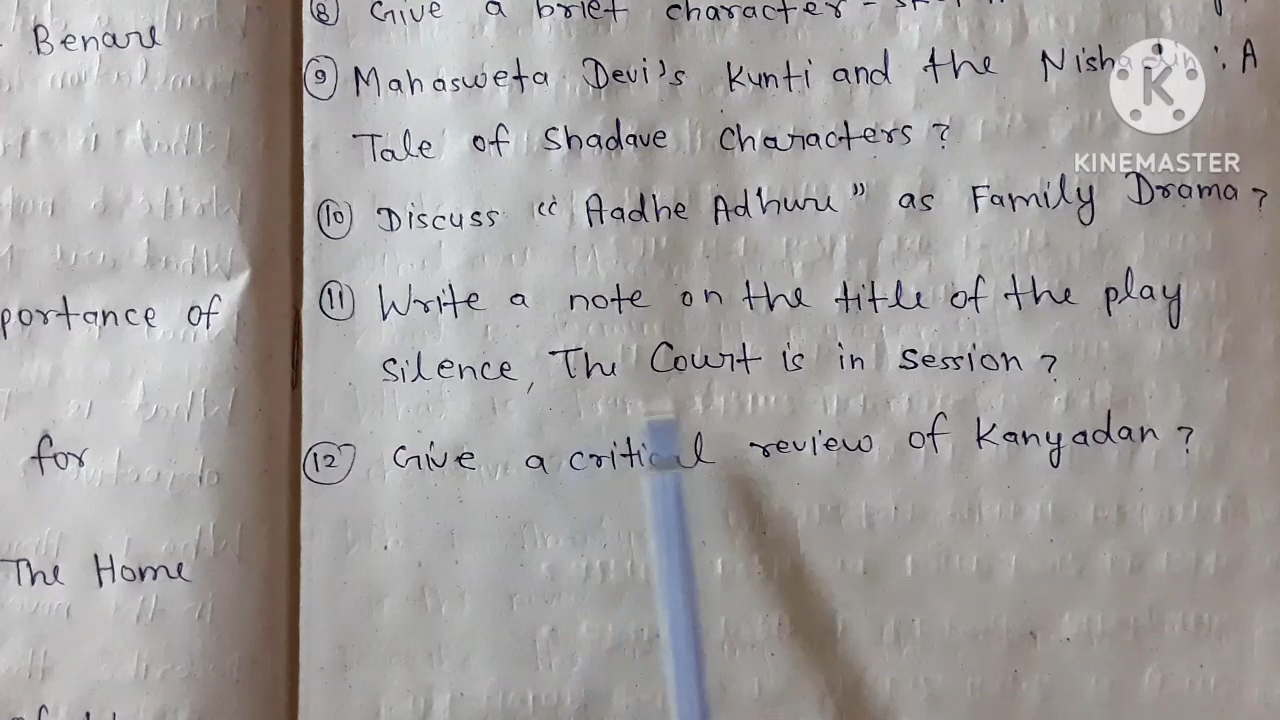 Benare
portance of
for
The Home
⑧ Give a brief character -
⑨ Mahasweta Devi's Kunti and the : A
Tale of Shadave Characters ?
⑩ Discuss “ Aadhe Adhure ” as Family Drama ?
⑪ Write a note on the title of the play
silence, The Court is in session ?
⑫ Give a critical review of Kanyadan ?
KINEMASTER